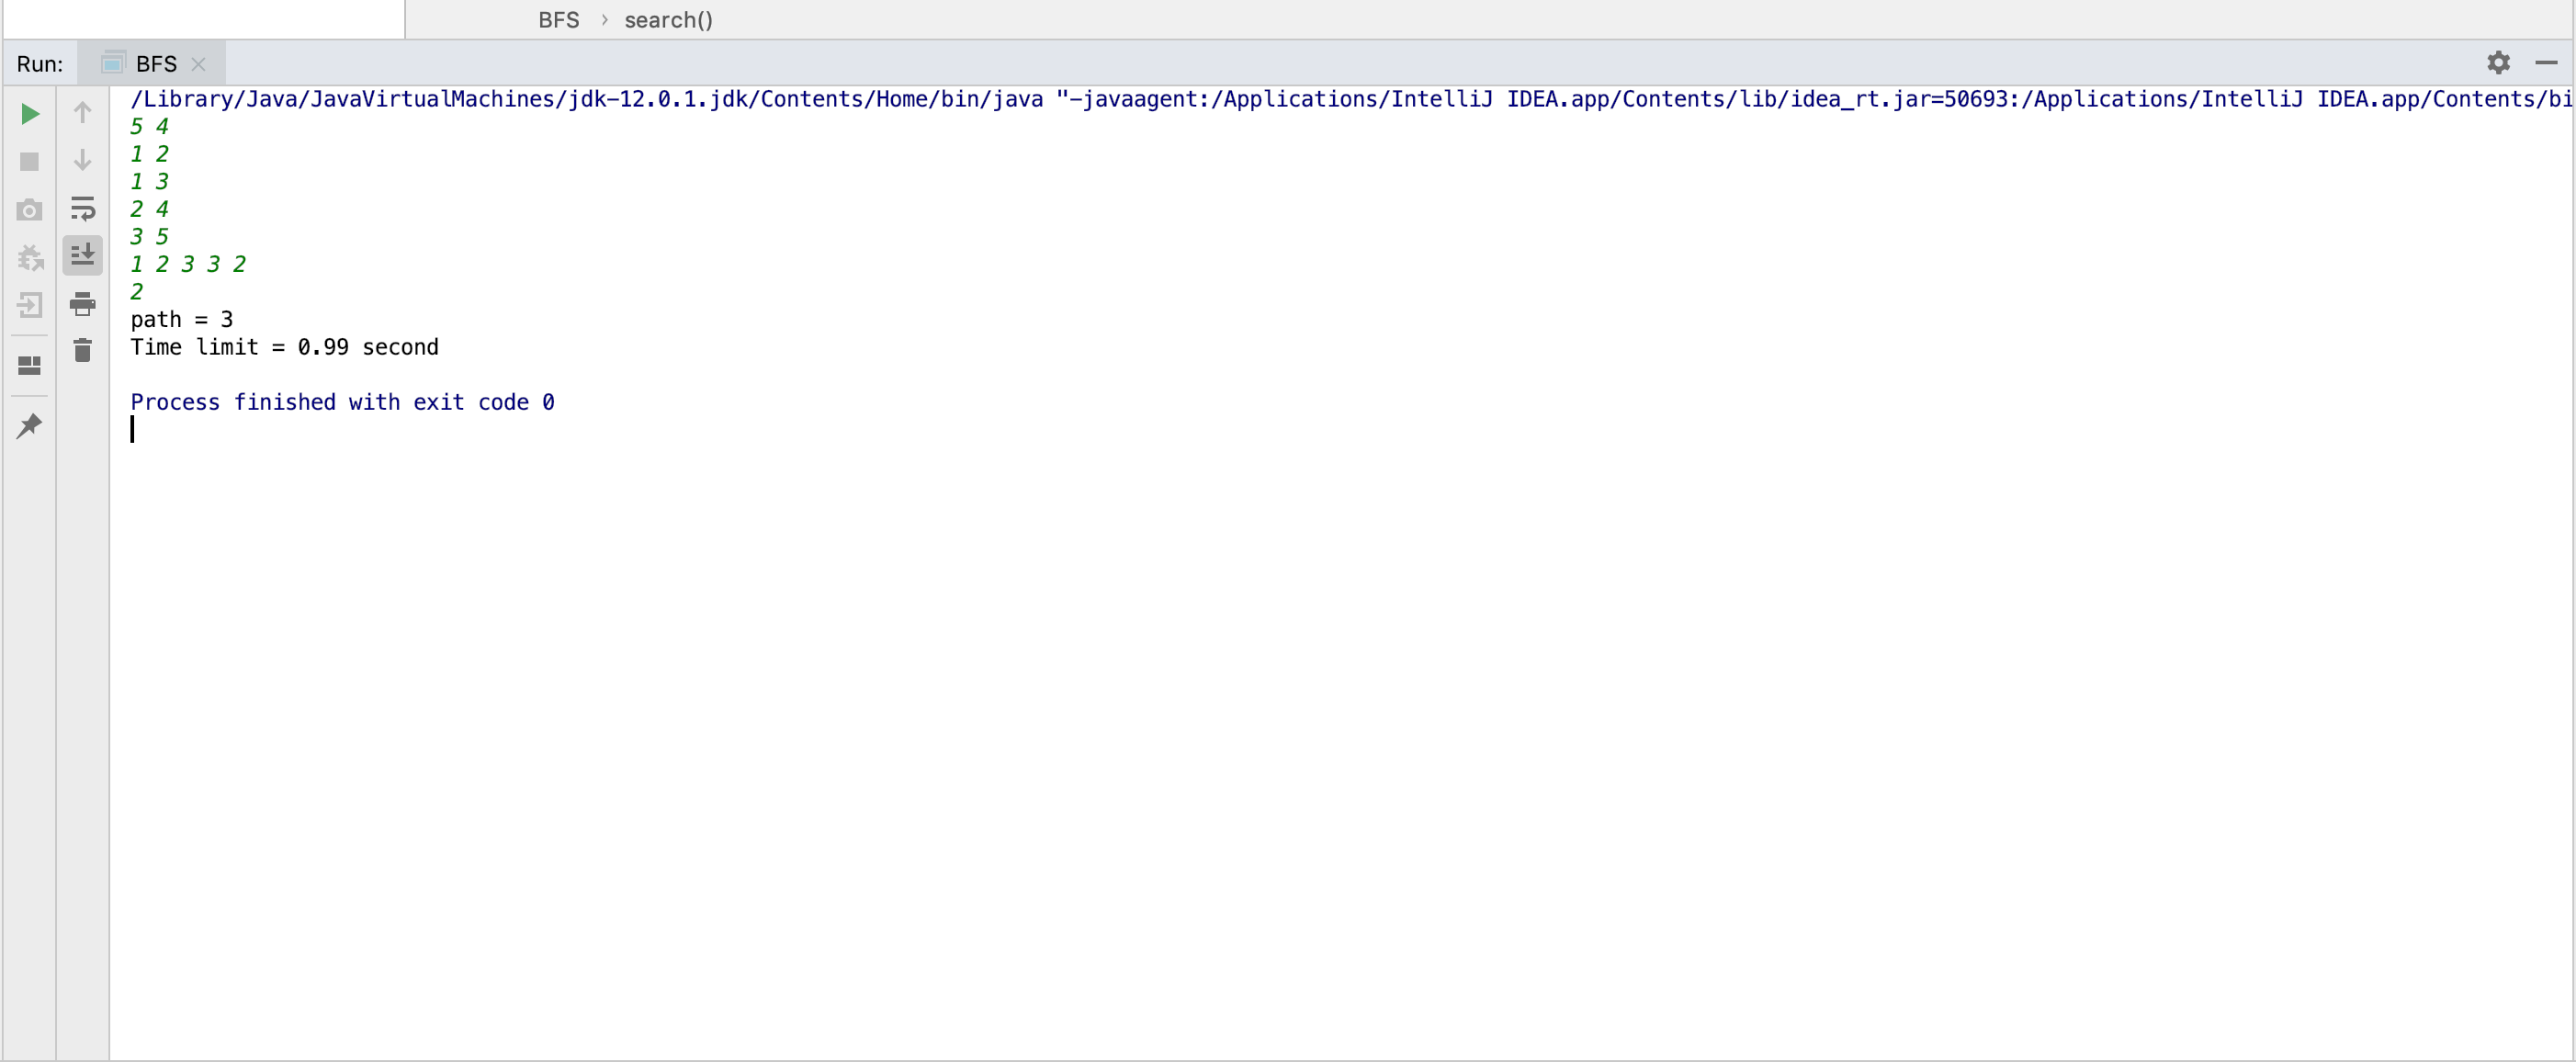 BFS › search()
Run: BFS
/Library/Java/JavaVirtualMachines/jdk-12.0.1.jdk/Contents/Home/bin/java "-javaagent:/Applications/IntelliJ IDEA.app/Contents/lib/idea_rt.jar=50693:/Applications/IntelliJ IDEA.app/Contents/bi
5 4
1 2
1 3
2 4
3 5
1 2 3 3 2
2
path = 3
Time limit = 0.99 second
Process finished with exit code 0